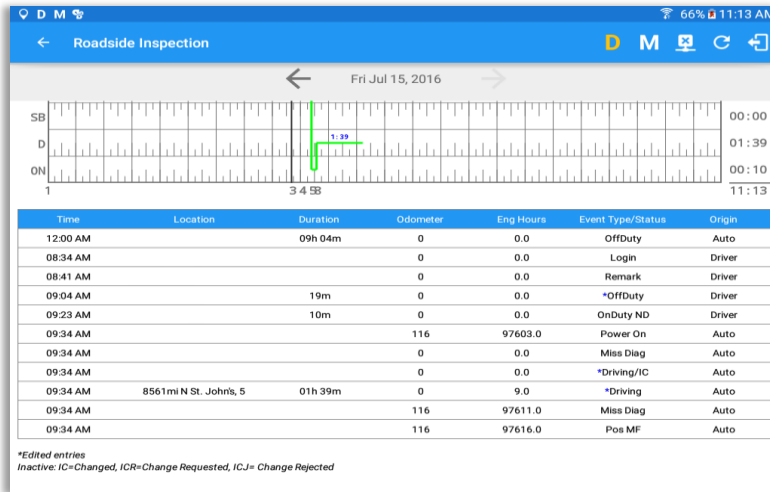 D M 66% 11:13 AM
Roadside Inspection D M
Fri Jul 15, 2016
SB 00:00
1:39
D 01:39
ON 00:10
1 3 4 5 8 11:13
Time Location Duration Odometer Eng Hours Event Type/Status Origin
12:00 AM 09h 04m 0 0.0 OffDuty Auto
08:34 AM 0 0.0 Login Driver
08:41 AM 0 0.0 Remark Driver
09:04 AM 19m 0 0.0 *OffDuty Driver
09:23 AM 10m 0 0.0 OnDuty ND Driver
09:34 AM 116 97603.0 Power On Auto
09:34 AM 0 0.0 Miss Diag Auto
09:34 AM 0 0.0 *Driving/IC Auto
09:34 AM 8561mi N St. John's, 5 01h 39m 0 9.0 *Driving Auto
09:34 AM 116 97611.0 Miss Diag Auto
09:34 AM 116 97616.0 Pos MF Auto
*Edited entries
Inactive: IC=Changed, ICR=Change Requested, ICJ= Change Rejected